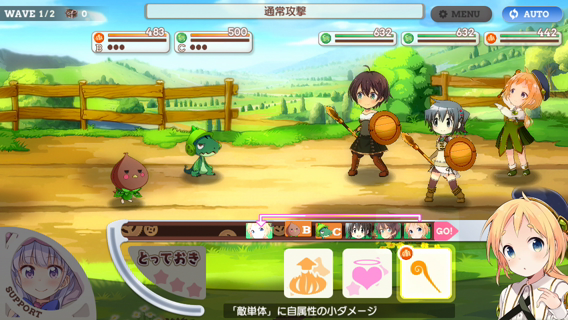 WAVE 1/2 0
通常攻撃
MENU
AUTO
483
B
500
C
632
632
442
B
C
GO!
とっておき
SUPPORT
「敵単体」に自属性の小ダメージ